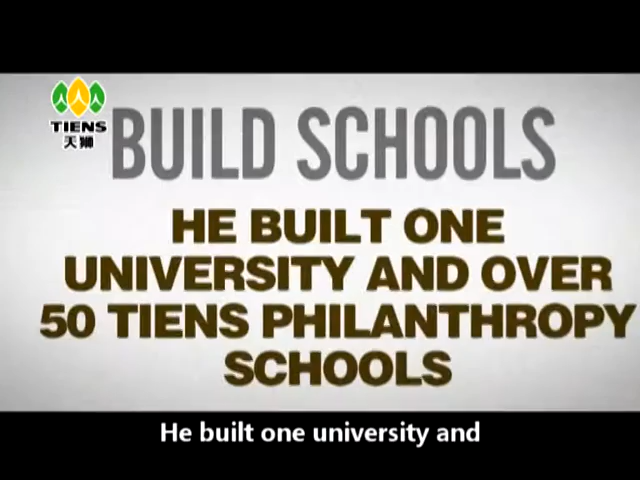 TIENS
天狮
BUILD SCHOOLS
HE BUILT ONE
UNIVERSITY AND OVER
50 TIENS PHILANTHROPY
SCHOOLS
He built one university and